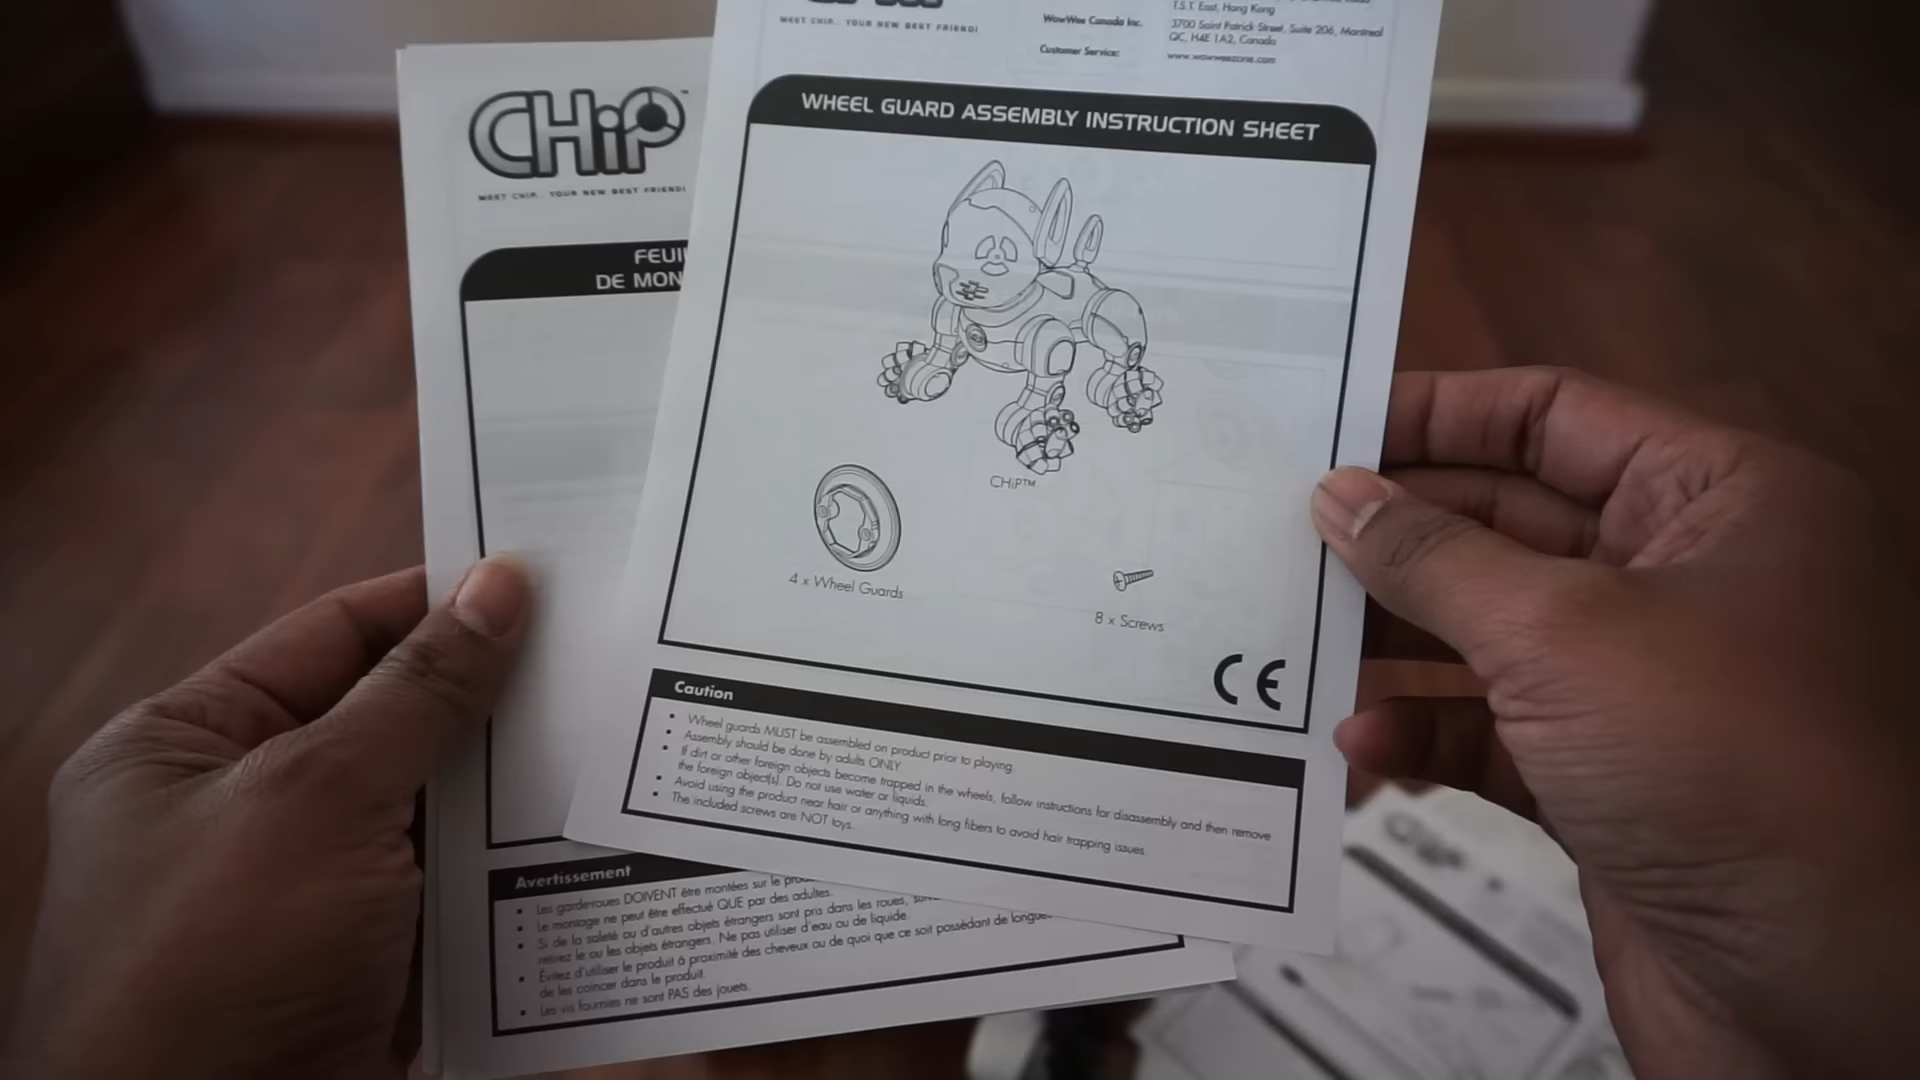 MEET CHIP. YOUR NEW BEST FRIEND!
T.S.T. East, Hong Kong
WowWee Canada Inc.
3700 Saint Patrick Street, Suite 206, Montreal
QC, H4E 1A2, Canada
Customer Service:
www.wowweezone.com
WHEEL GUARD ASSEMBLY INSTRUCTION SHEET
CHiP™
4 x Wheel Guards
8 x Screws
CE
Caution
• Wheel guards MUST be assembled on product prior to playing.
• Assembly should be done by adults ONLY.
• If dirt or other foreign objects become trapped in the wheels, follow instructions for disassembly and then remove
the foreign object(s). Do not use water or liquids.
• Avoid using the product near hair or anything with long fibers to avoid hair trapping issues.
• The included screws are NOT toys.
CHiP™
MEET CHIP. YOUR NEW BEST FRIEND!
FEUI
DE MON
Avertissement
• Les garderoues DOIVENT être montées sur le
• Le montage ne peut être effectué QUE par des adultes.
• Si de la saleté ou d'autres objets étrangers sont pris dans les roues,
retirez le ou les objets étrangers. Ne pas utiliser d'eau ou de liquide.
• Évitez d'utiliser le produit à proximité des cheveux ou de quoi que ce soit possédant de longue
de les coincer dans le produit.
• Les vis fournies ne sont PAS des jouets.